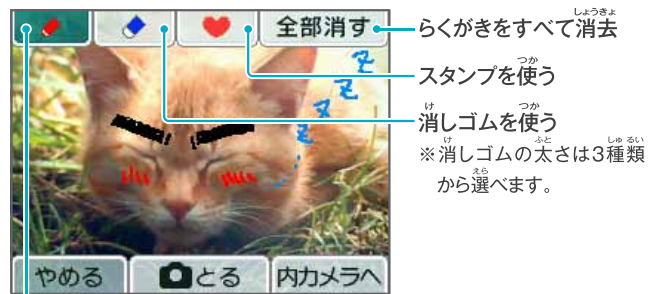 全部消す
らくがきをすべて消去
スタンプを使う
消しゴムを使う
※消しゴムの太さは3種類
から選べます。
やめる
とる
内カメラへ